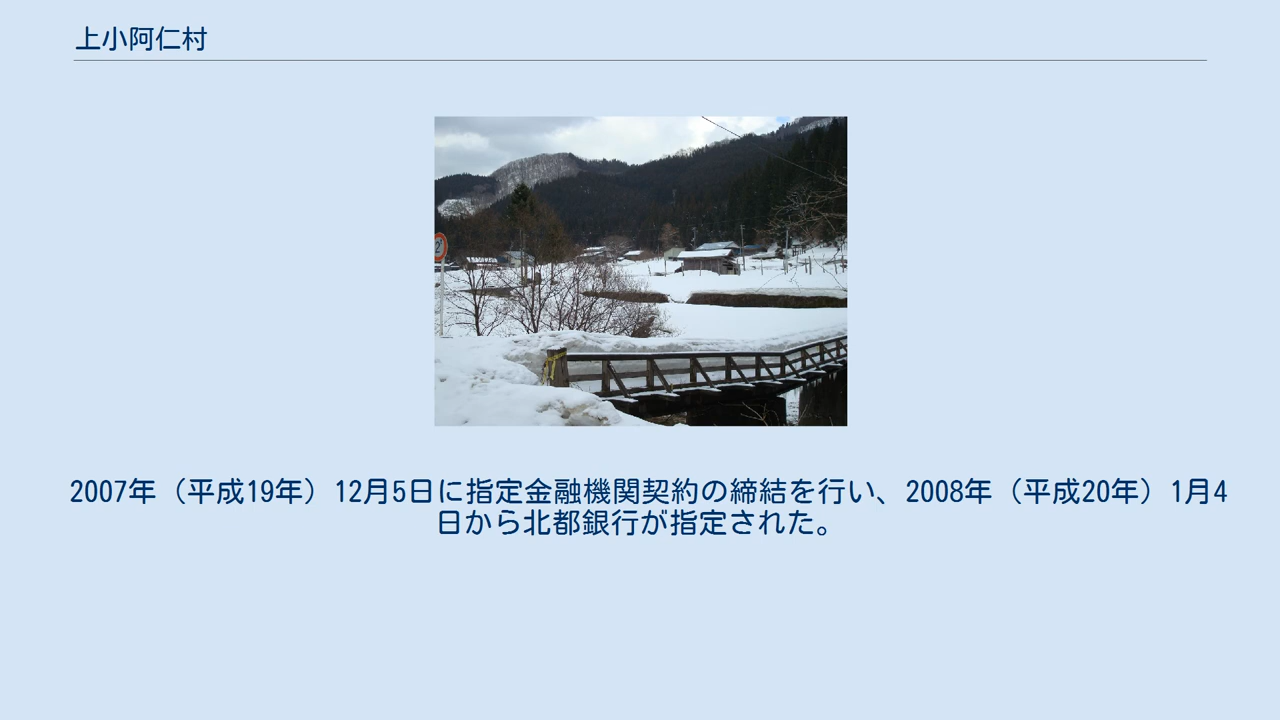 上小阿仁村
2007年（平成19年）12月5日に指定金融機関契約の締結を行い、2008年（平成20年）1月4
日から北都銀行が指定された。